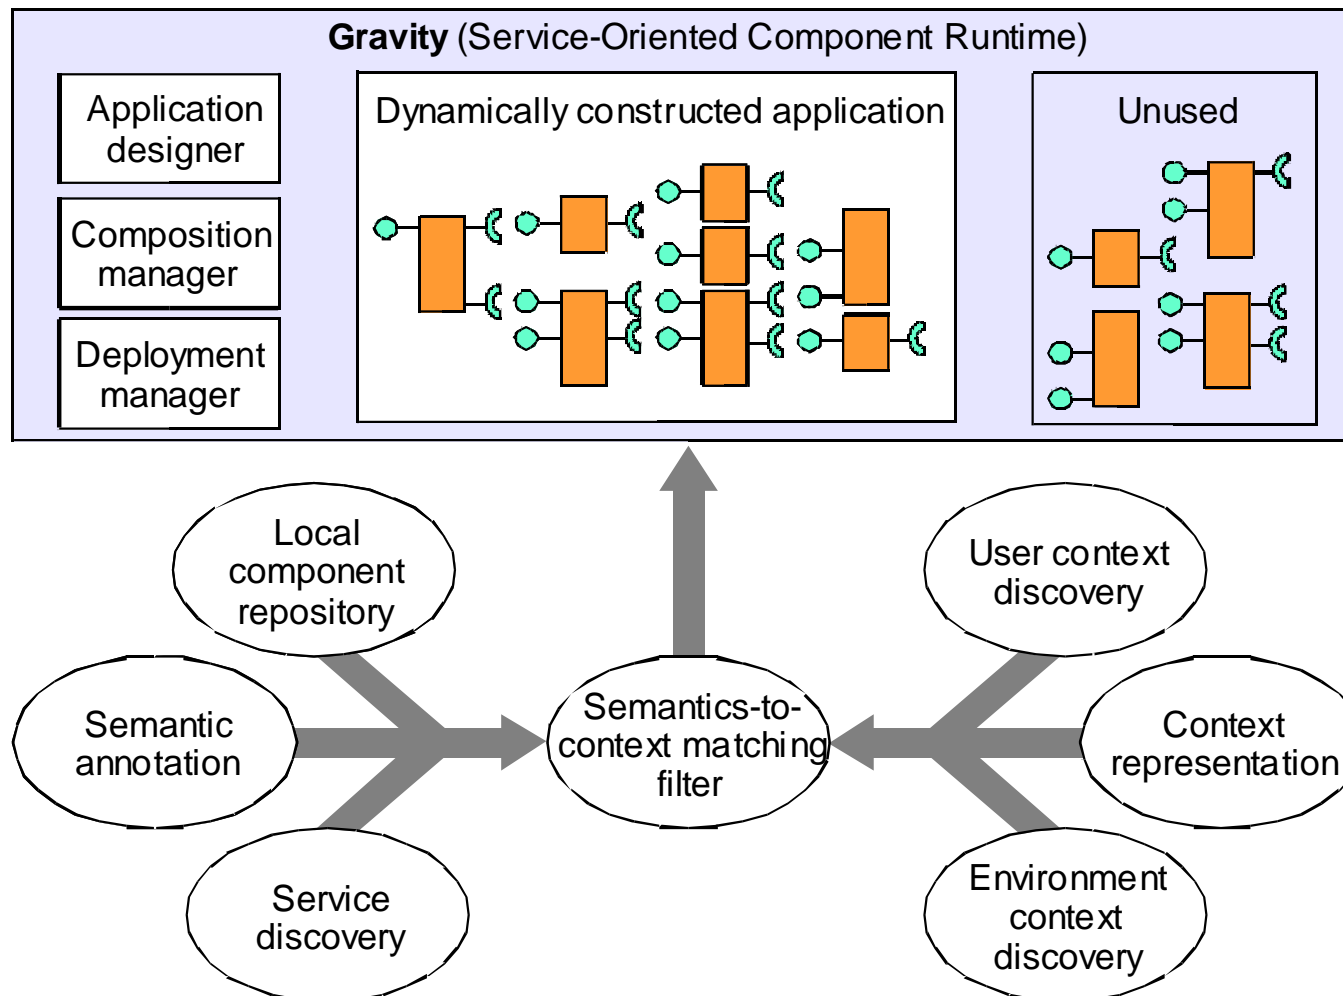 Gravity (Service-Oriented Component Runtime)
Application
designer
Composition
manager
Deployment
manager
Dynamically constructed application
Unused
Local
component
repository
Semantic
annotation
Service
discovery
Semantics-to-
context matching
filter
User context
discovery
Context
representation
Environment
context
discovery